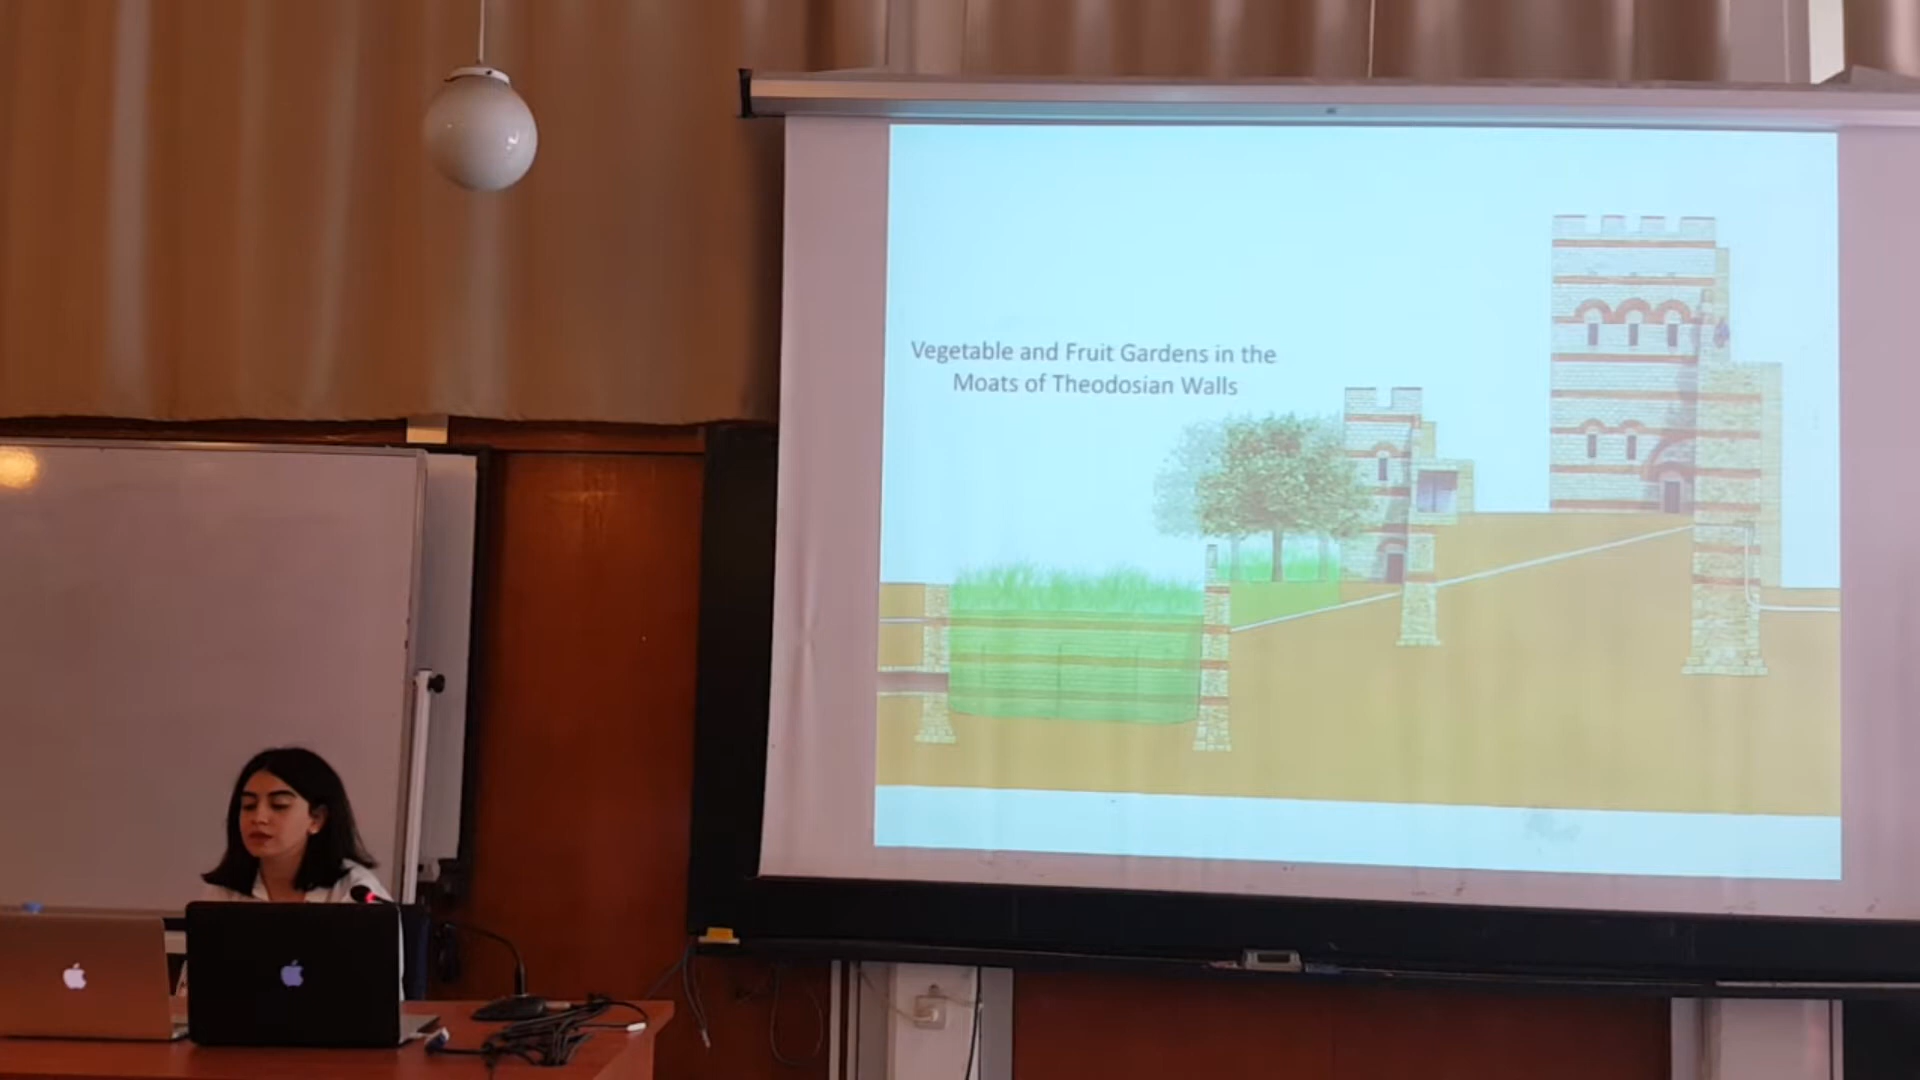 Vegetable and Fruit Gardens in the
Moats of Theodosian Walls